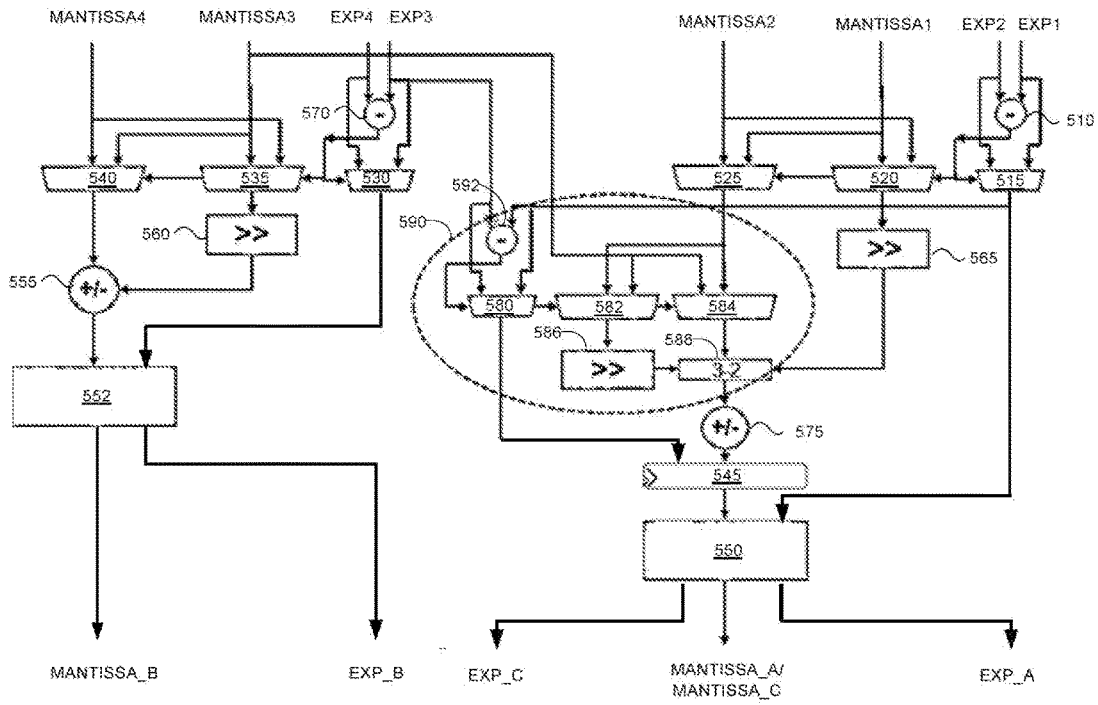 MANTISSA4
MANTISSA3
EXP4
EXP3
MANTISSA2
MANTISSA1
EXP2
EXP1
570
-
-
510
540
535
530
525
520
515
592
590
-
560
>>
>>
565
555
+/-
580
582
584
586
588
>>
3-2
552
+/-
575
545
550
MANTISSA_B
EXP_B
EXP_C
MANTISSA_A/
MANTISSA_C
EXP_A